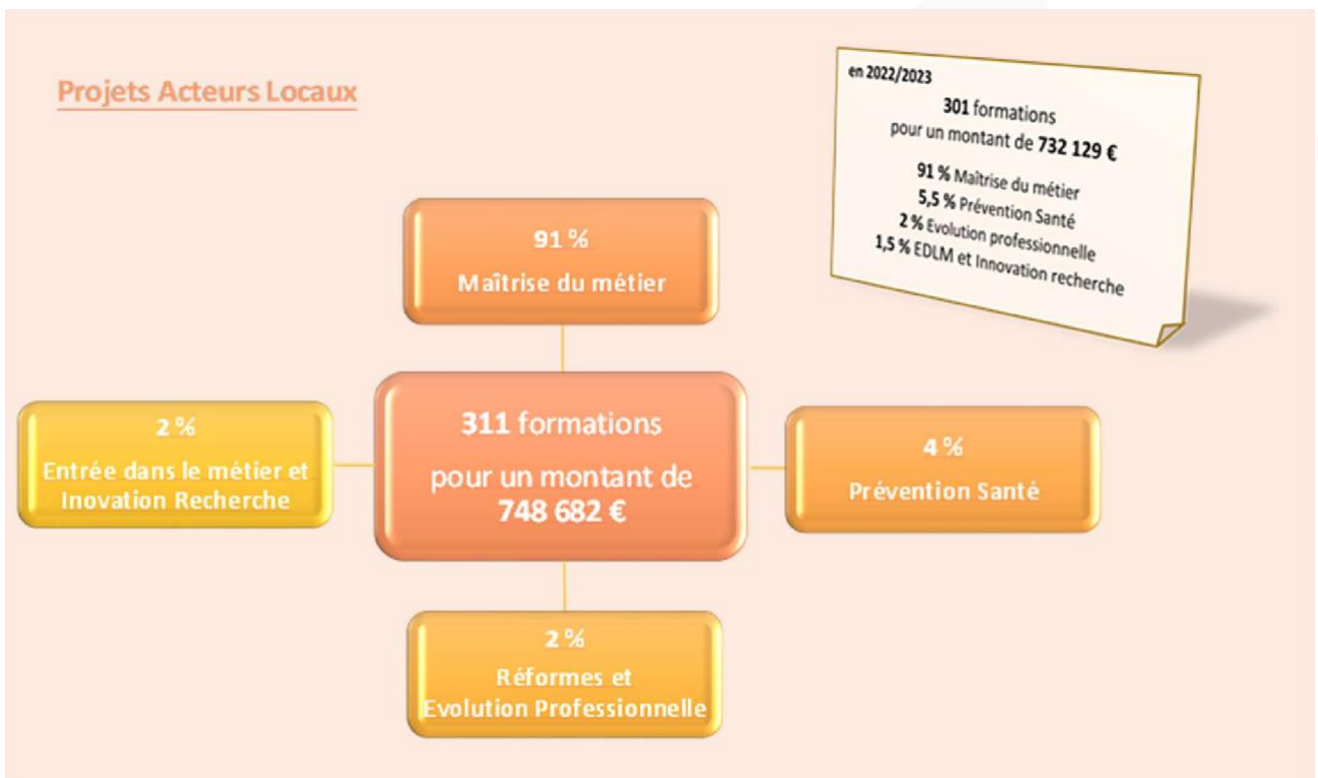 Projets Acteurs Locaux
en 2022/2023
301 formations
pour un montant de 732 129 €
91 % Maîtrise du métier
5,5 % Prévention Santé
2 % Evolution professionnelle
1,5 % EDLM et Innovation recherche
91 %
Maîtrise du métier
2 %
Entrée dans le métier et
Inovation Recherche
311 formations
pour un montant de
748 682 €
4 %
Prévention Santé
2 %
Réformes et
Evolution Professionnelle